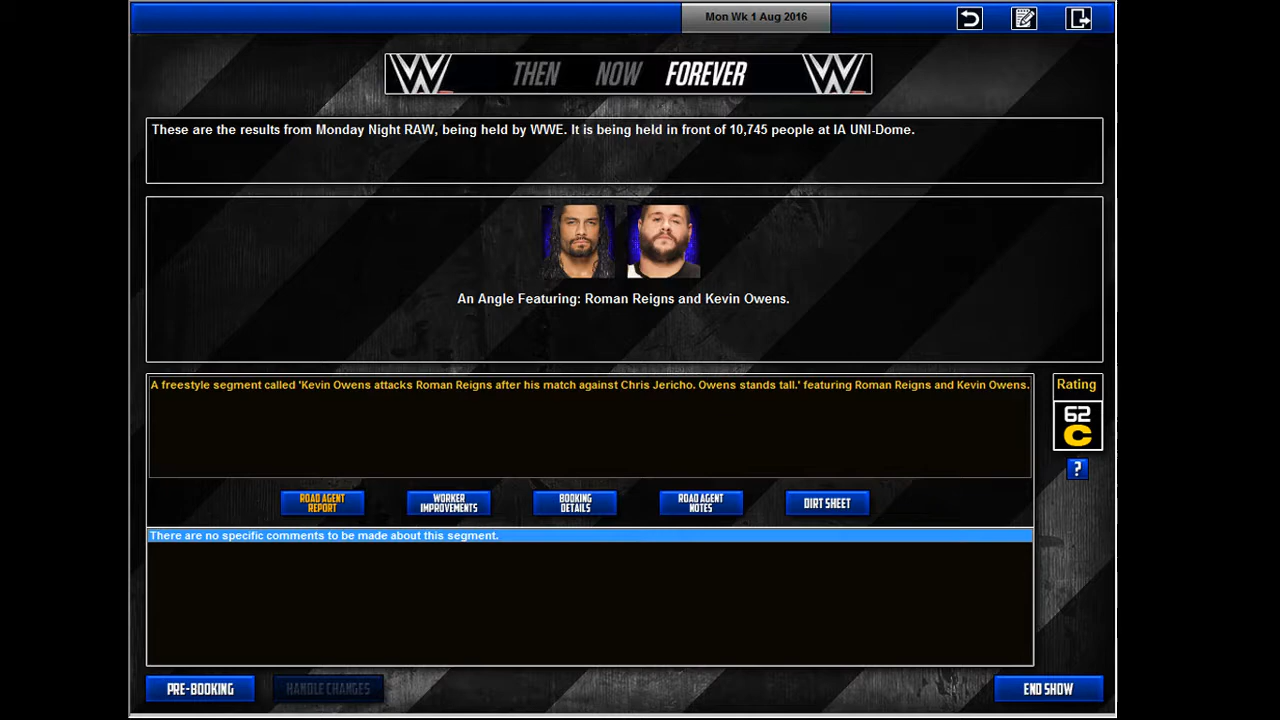 Mon Wk 1 Aug 2016
W THEN NOW FOREVER W
These are the results from Monday Night RAW, being held by WWE. It is being held in front of 10,745 people at IA UNI-Dome.
An Angle Featuring: Roman Reigns and Kevin Owens.
A freestyle segment called 'Kevin Owens attacks Roman Reigns after his match against Chris Jericho. Owens stands tall.' featuring Roman Reigns and Kevin Owens.
Rating
62
C
?
ROAD AGENT REPORT
WORKER IMPROVEMENTS
BOOKING DETAILS
ROAD AGENT NOTES
DIRT SHEET
There are no specific comments to be made about this segment.
PRE-BOOKING
HANDLE CHANGES
END SHOW